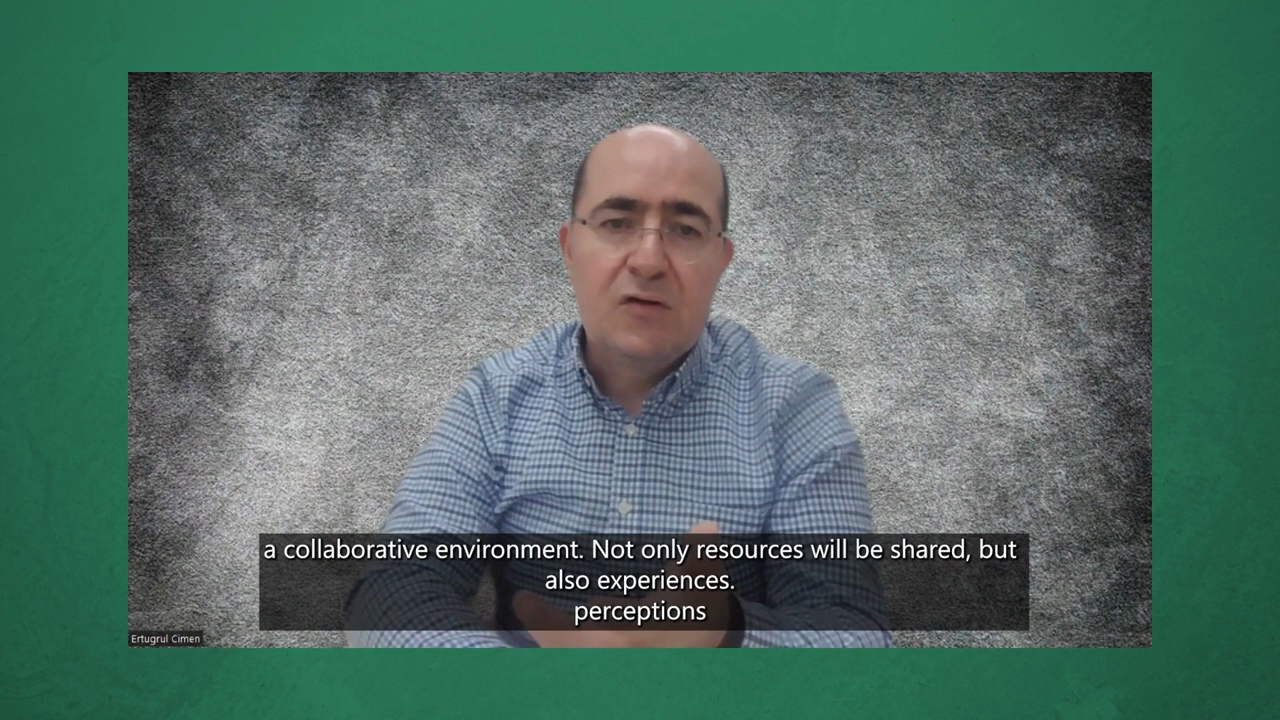 a collaborative environment. Not only resources will be shared, but
also experiences.
perceptions
Ertugrul Cimen